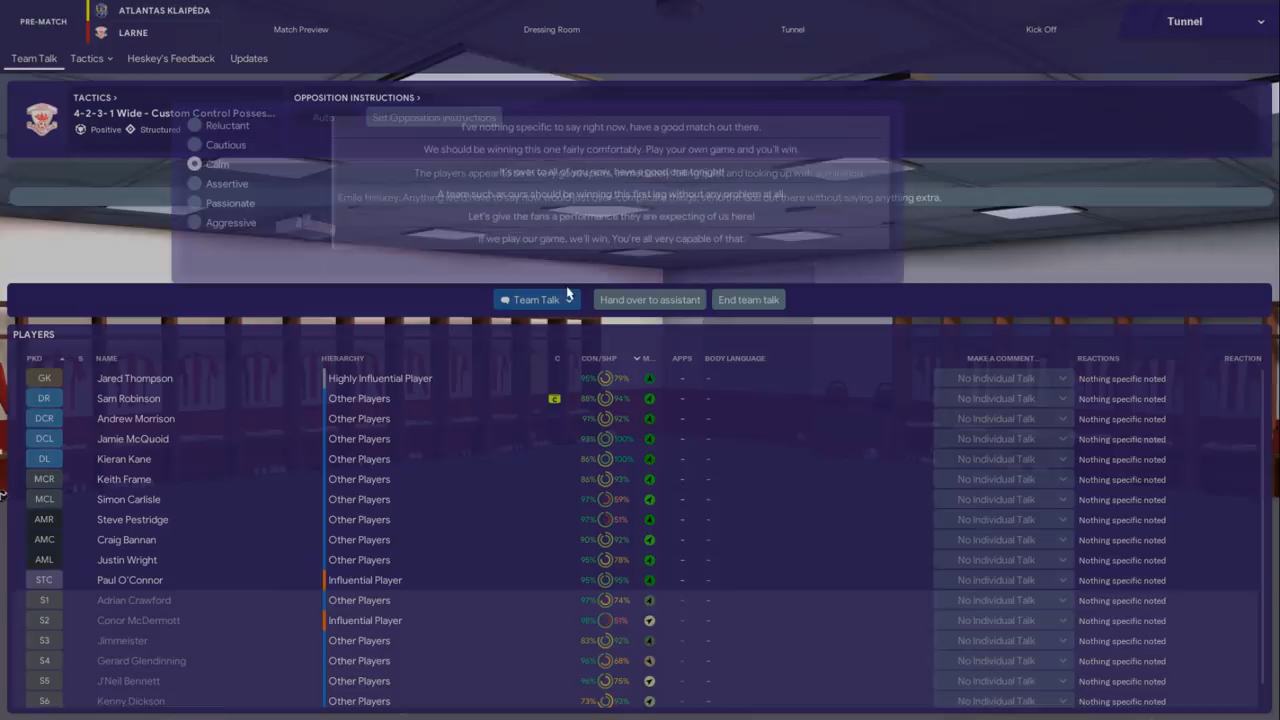 PRE-MATCH
ATLANTAS KLAIPĖDA
LARNE
Match Preview
Dressing Room
Tunnel
Kick Off
Tunnel
Team Talk
Tactics
Heskey's Feedback
Updates
TACTICS >
4-2-3-1 Wide - Custom Control Posses...
Positive
Structured
OPPOSITION INSTRUCTIONS >
Auto
Set Opposition Instructions
Reluctant
Cautious
Calm
Assertive
Passionate
Aggressive
I've nothing specific to say right now, have a good match out there.
We should be winning this one fairly comfortably. Play your own game and you'll win.
It's over to all of you now, have a good one tonight!
A team such as ours should be winning this first leg without any problem at all.
Let's give the fans a performance they are expecting of us here!
If we play our game, we'll win. You're all very capable of that.
Team Talk
Hand over to assistant
End team talk
PLAYERS
PKD S NAME HIERARCHY C CON/SHP M... APPS BODY LANGUAGE MAKE A COMMENT... REACTIONS REACTION
GK Jared Thompson Highly Influential Player 95% 79% - - No Individual Talk Nothing specific noted
DR Sam Robinson Other Players C 88% 94% - - No Individual Talk Nothing specific noted
DCR Andrew Morrison Other Players 91% 92% - - No Individual Talk Nothing specific noted
DCL Jamie McQuoid Other Players 93% 100% - - No Individual Talk Nothing specific noted
DL Kieran Kane Other Players 86% 100% - - No Individual Talk Nothing specific noted
MCR Keith Frame Other Players 86% 93% - - No Individual Talk Nothing specific noted
MCL Simon Carlisle Other Players 97% 59% - - No Individual Talk Nothing specific noted
AMR Steve Pestridge Other Players 97% 51% - - No Individual Talk Nothing specific noted
AMC Craig Bannan Other Players 90% 92% - - No Individual Talk Nothing specific noted
AML Justin Wright Other Players 95% 78% - - No Individual Talk Nothing specific noted
STC Paul O'Connor Influential Player 95% 95% - - No Individual Talk Nothing specific noted
S1 Adrian Crawford Other Players 97% 74% - - No Individual Talk Nothing specific noted
S2 Conor McDermott Influential Player 98% 51% - - No Individual Talk Nothing specific noted
S3 Jimmeister Other Players 83% 92% - - No Individual Talk Nothing specific noted
S4 Gerard Glendinning Other Players 96% 68% - - No Individual Talk Nothing specific noted
S5 J'Neil Bennett Other Players 96% 75% - - No Individual Talk Nothing specific noted
S6 Kenny Dickson Other Players 73% 93% - - No Individual Talk Nothing specific noted